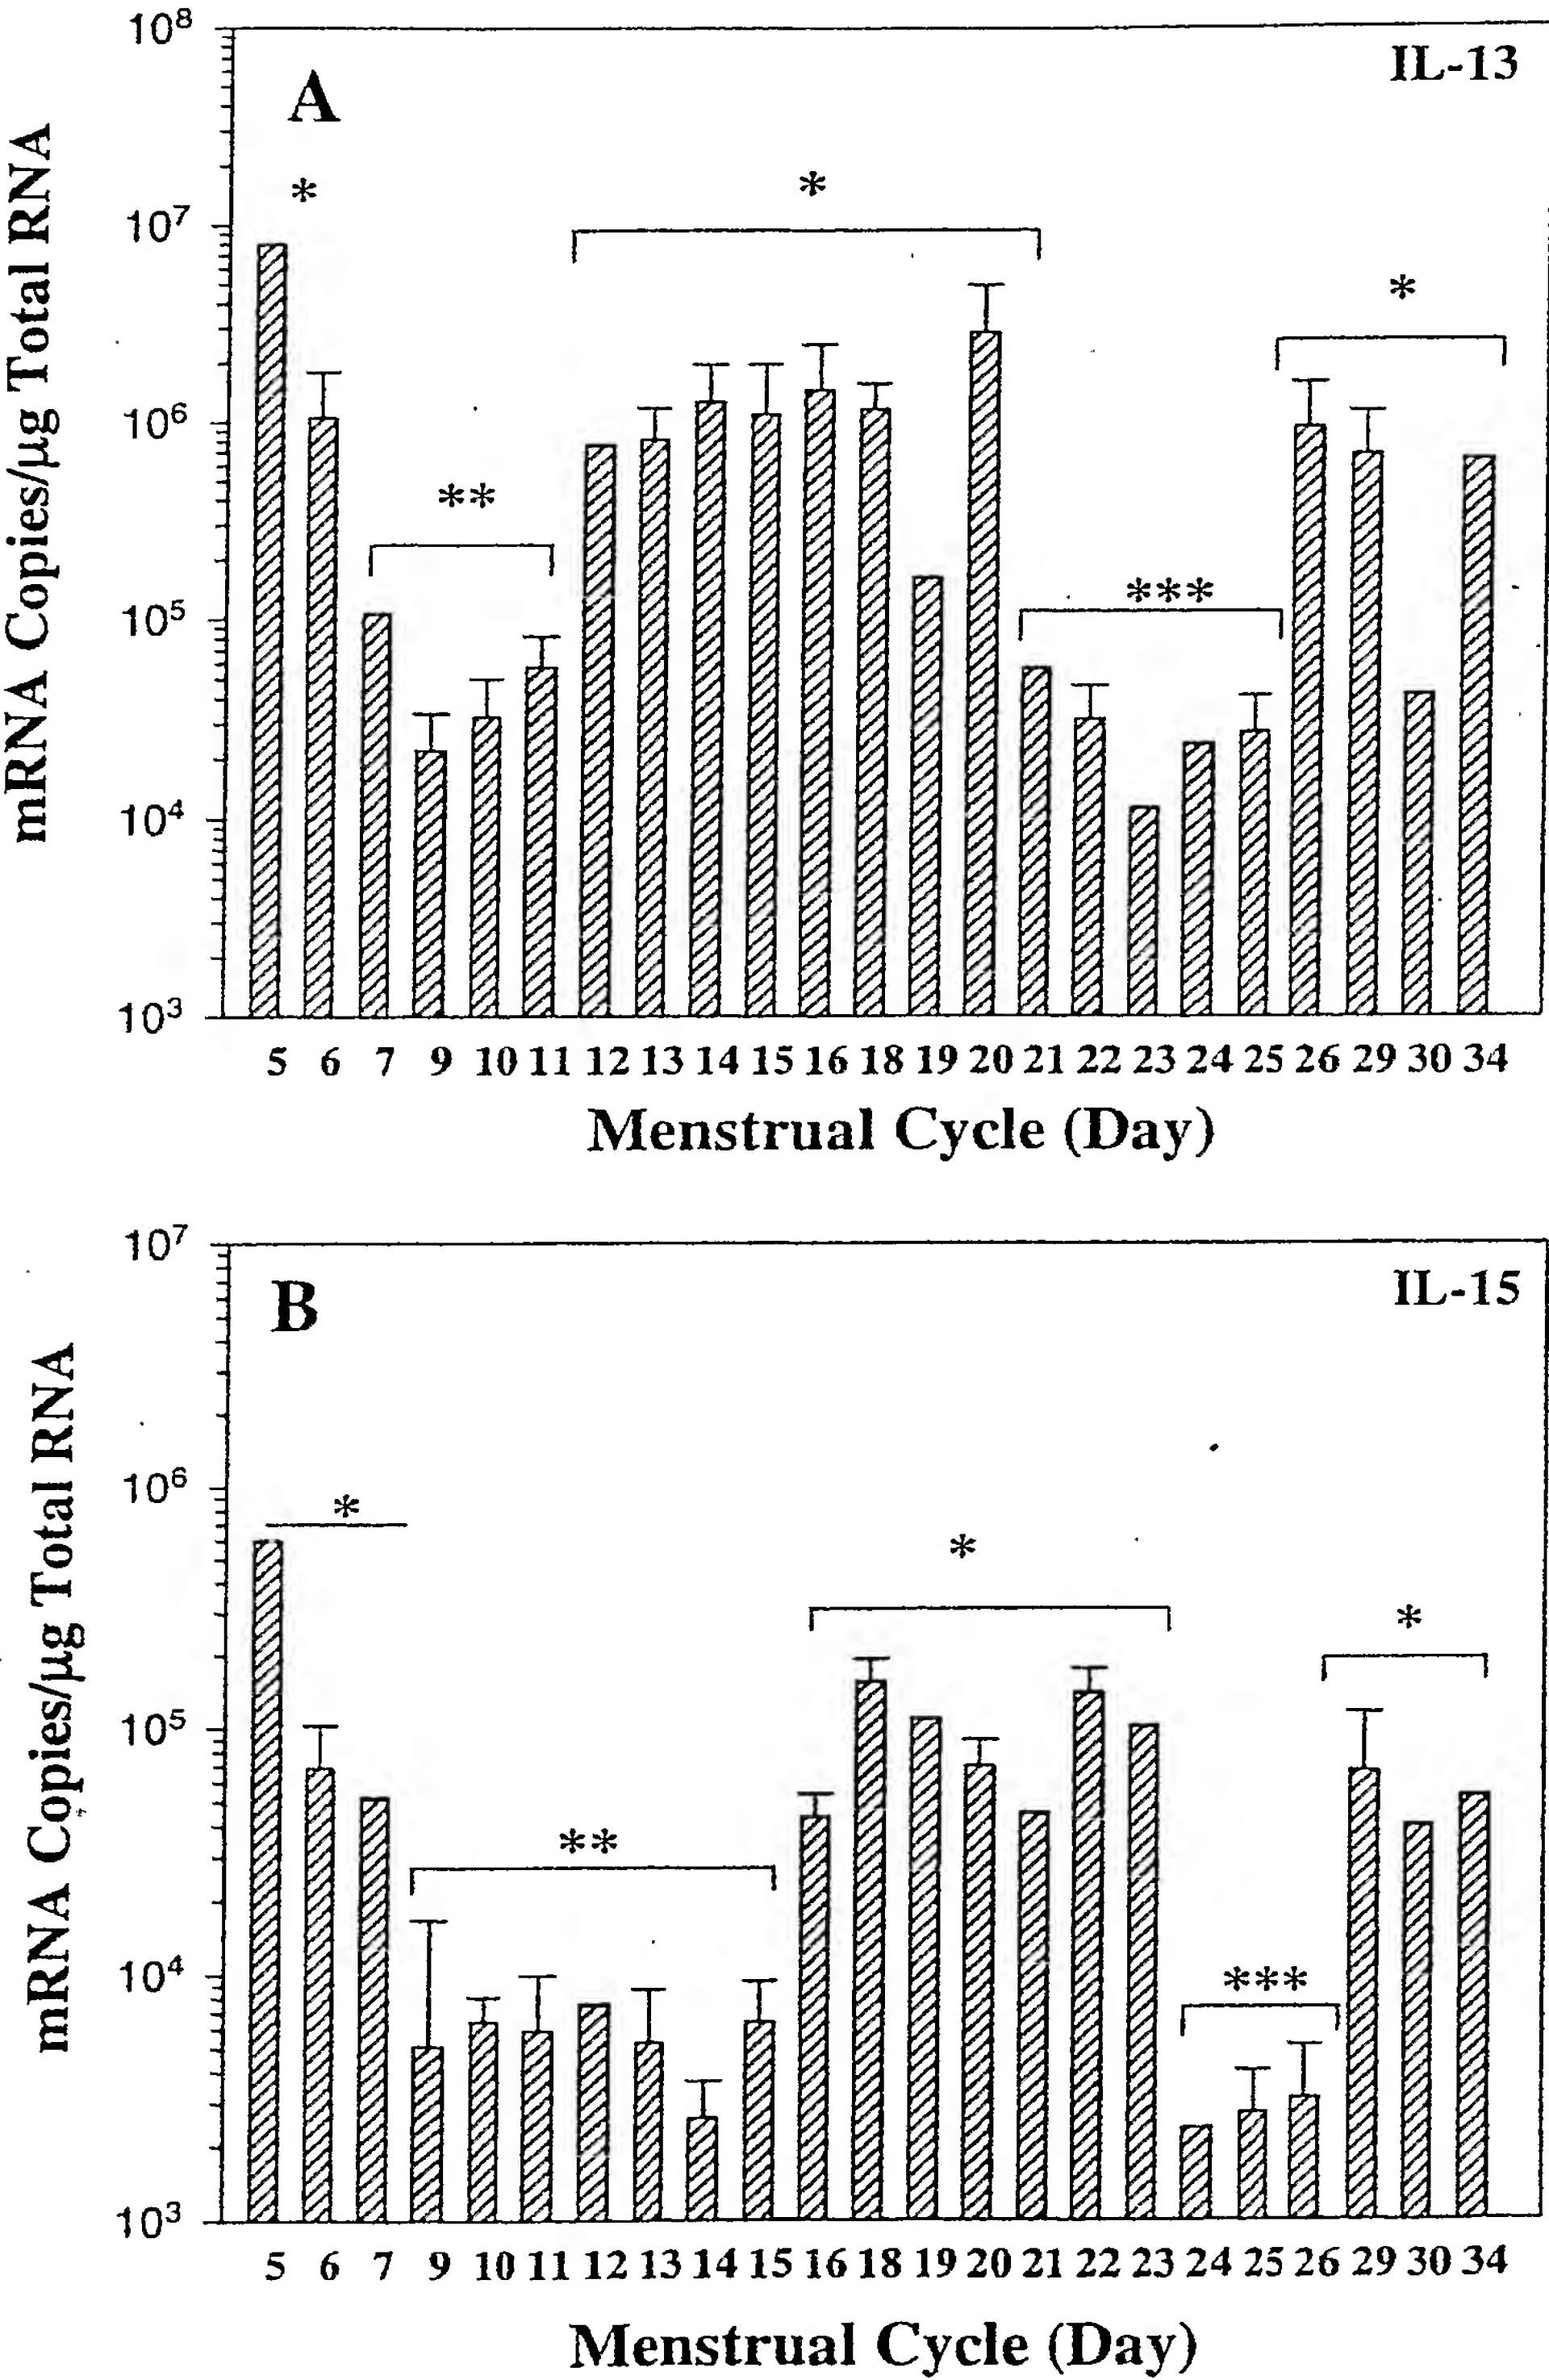 IL-13
A
mRNA Copies/µg Total RNA
10⁸
10⁷
10⁶
10⁵
10⁴
10³
*
**
*
***
*
5 6 7 9 10 11 12 13 14 15 16 18 19 20 21 22 23 24 25 26 29 30 34
Menstrual Cycle (Day)
IL-15
B
mRNA Copies/µg Total RNA
10⁷
10⁶
10⁵
10⁴
10³
*
**
*
***
*
5 6 7 9 10 11 12 13 14 15 16 18 19 20 21 22 23 24 25 26 29 30 34
Menstrual Cycle (Day)